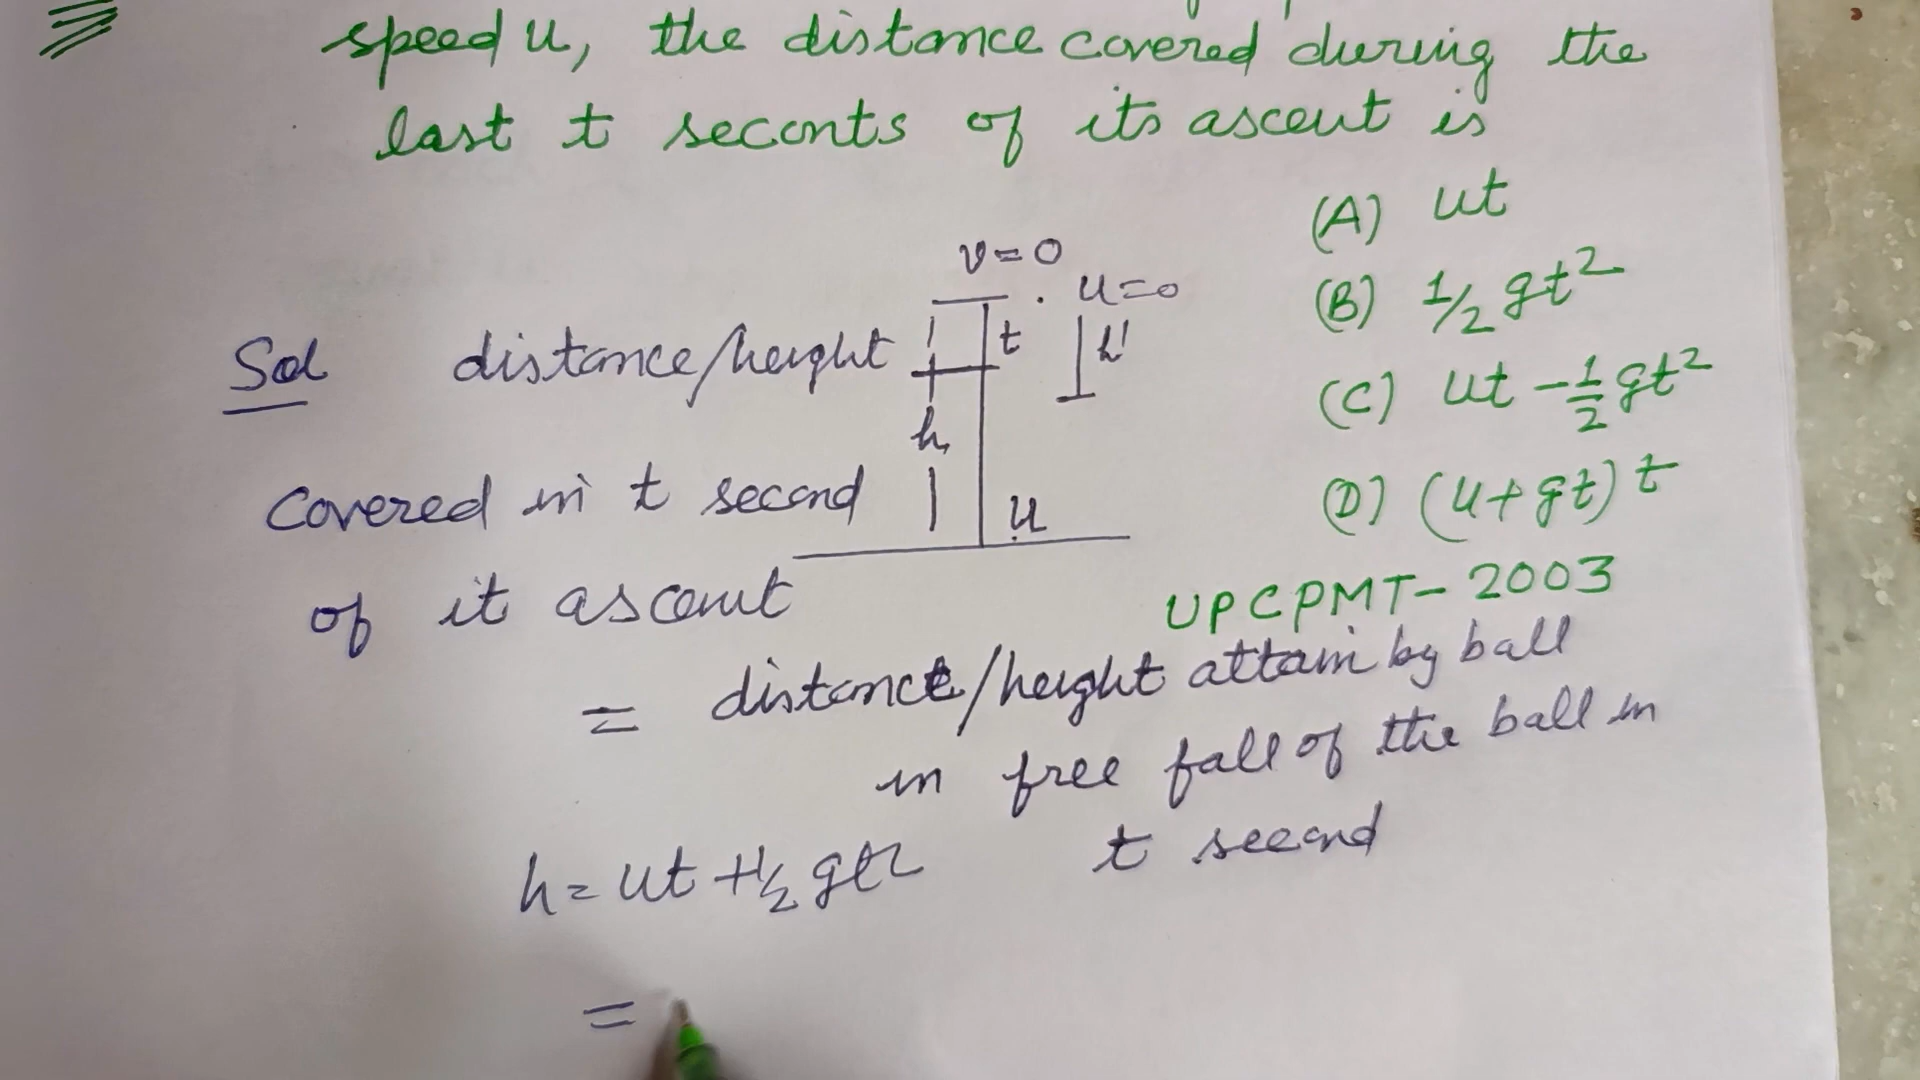 speed u, the distance covered during the
last t seconts of its ascent is
(A) ut
v=0
(B) 1/2 gt²
u=0
t
h'
Sol distance/height
(C) ut - 1/2 gt²
h
covered in t second
u
(D) (u+gt) t
of it ascent
UPCPMT-2003
= distance/height attain by ball
in free fall of the ball in
t second
h = ut + 1/2 gt2
=